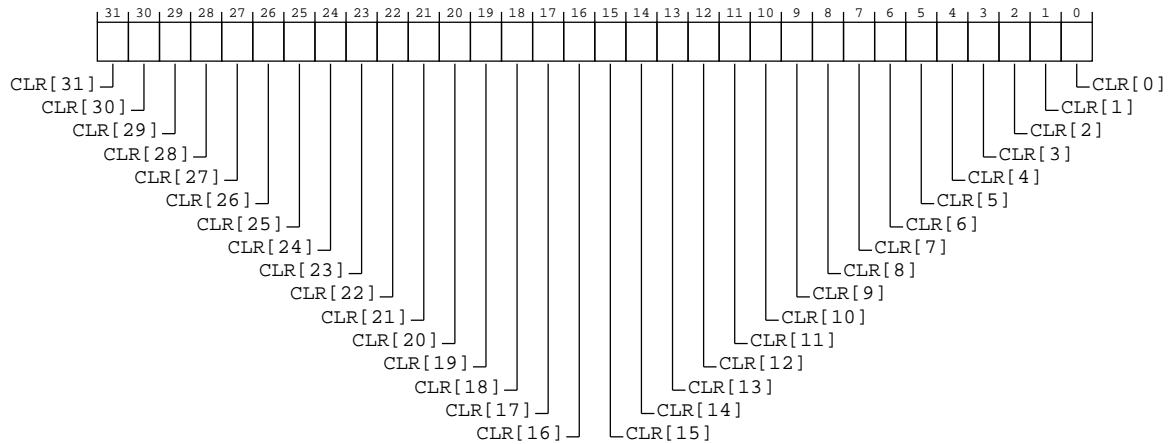 31 30 29 28 27 26 25 24 23 22 21 20 19 18 17 16 15 14 13 12 11 10 9 8 7 6 5 4 3 2 1 0
CLR[31] CLR[0]
CLR[30] CLR[1]
CLR[29] CLR[2]
CLR[28] CLR[3]
CLR[27] CLR[4]
CLR[26] CLR[5]
CLR[25] CLR[6]
CLR[24] CLR[7]
CLR[23] CLR[8]
CLR[22] CLR[9]
CLR[21] CLR[10]
CLR[20] CLR[11]
CLR[19] CLR[12]
CLR[18] CLR[13]
CLR[17] CLR[14]
CLR[16] CLR[15]